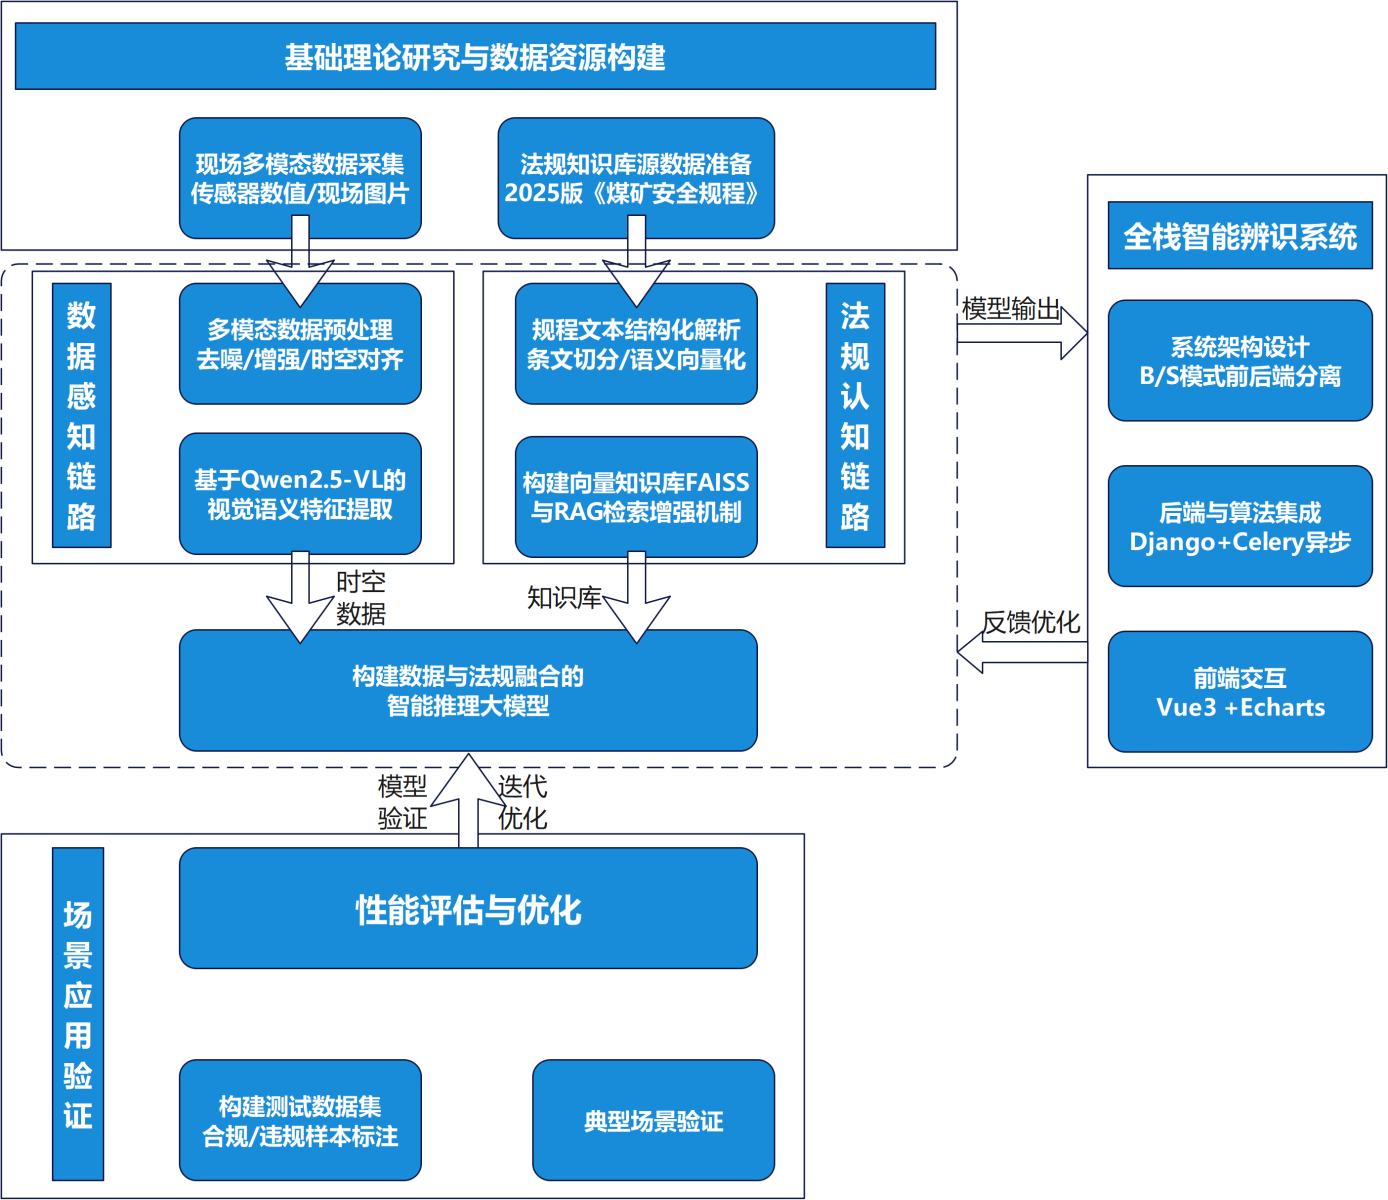 基础理论研究与数据资源构建
现场多模态数据采集
传感器数值/现场图片
法规知识库源数据准备
2025版《煤矿安全规程》
数据感知链路
多模态数据预处理
去噪/增强/时空对齐
基于Qwen2.5-VL的
视觉语义特征提取
规程文本结构化解析
条文切分/语义向量化
构建向量知识库FAISS
与RAG检索增强机制
法规认知链路
时空
数据
知识库
构建数据与法规融合的
智能推理大模型
模型
验证
迭代
优化
模型输出
反馈优化
全栈智能辨识系统
系统架构设计
B/S模式前后端分离
后端与算法集成
Django+Celery异步
前端交互
Vue3 +Echarts
场景应用验证
性能评估与优化
构建测试数据集
合规/违规样本标注
典型场景验证